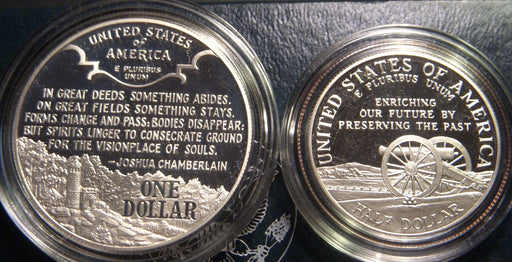 UNITED STATES
OF
AMERICA
E PLURIBUS
UNUM
IN GREAT DEEDS SOMETHING ABIDES.
ON GREAT FIELDS SOMETHING STAYS.
FORMS CHANGE AND PASS; BODIES DISAPPEAR;
BUT SPIRITS LINGER TO CONSECRATE GROUND
FOR THE VISIONPLACE OF SOULS.
-JOSHUA CHAMBERLAIN
ONE
DOLLAR
UNITED STATES OF AMERICA
E PLURIBUS UNUM
ENRICHING
OUR FUTURE BY
PRESERVING THE PAST
HALF DOLLAR